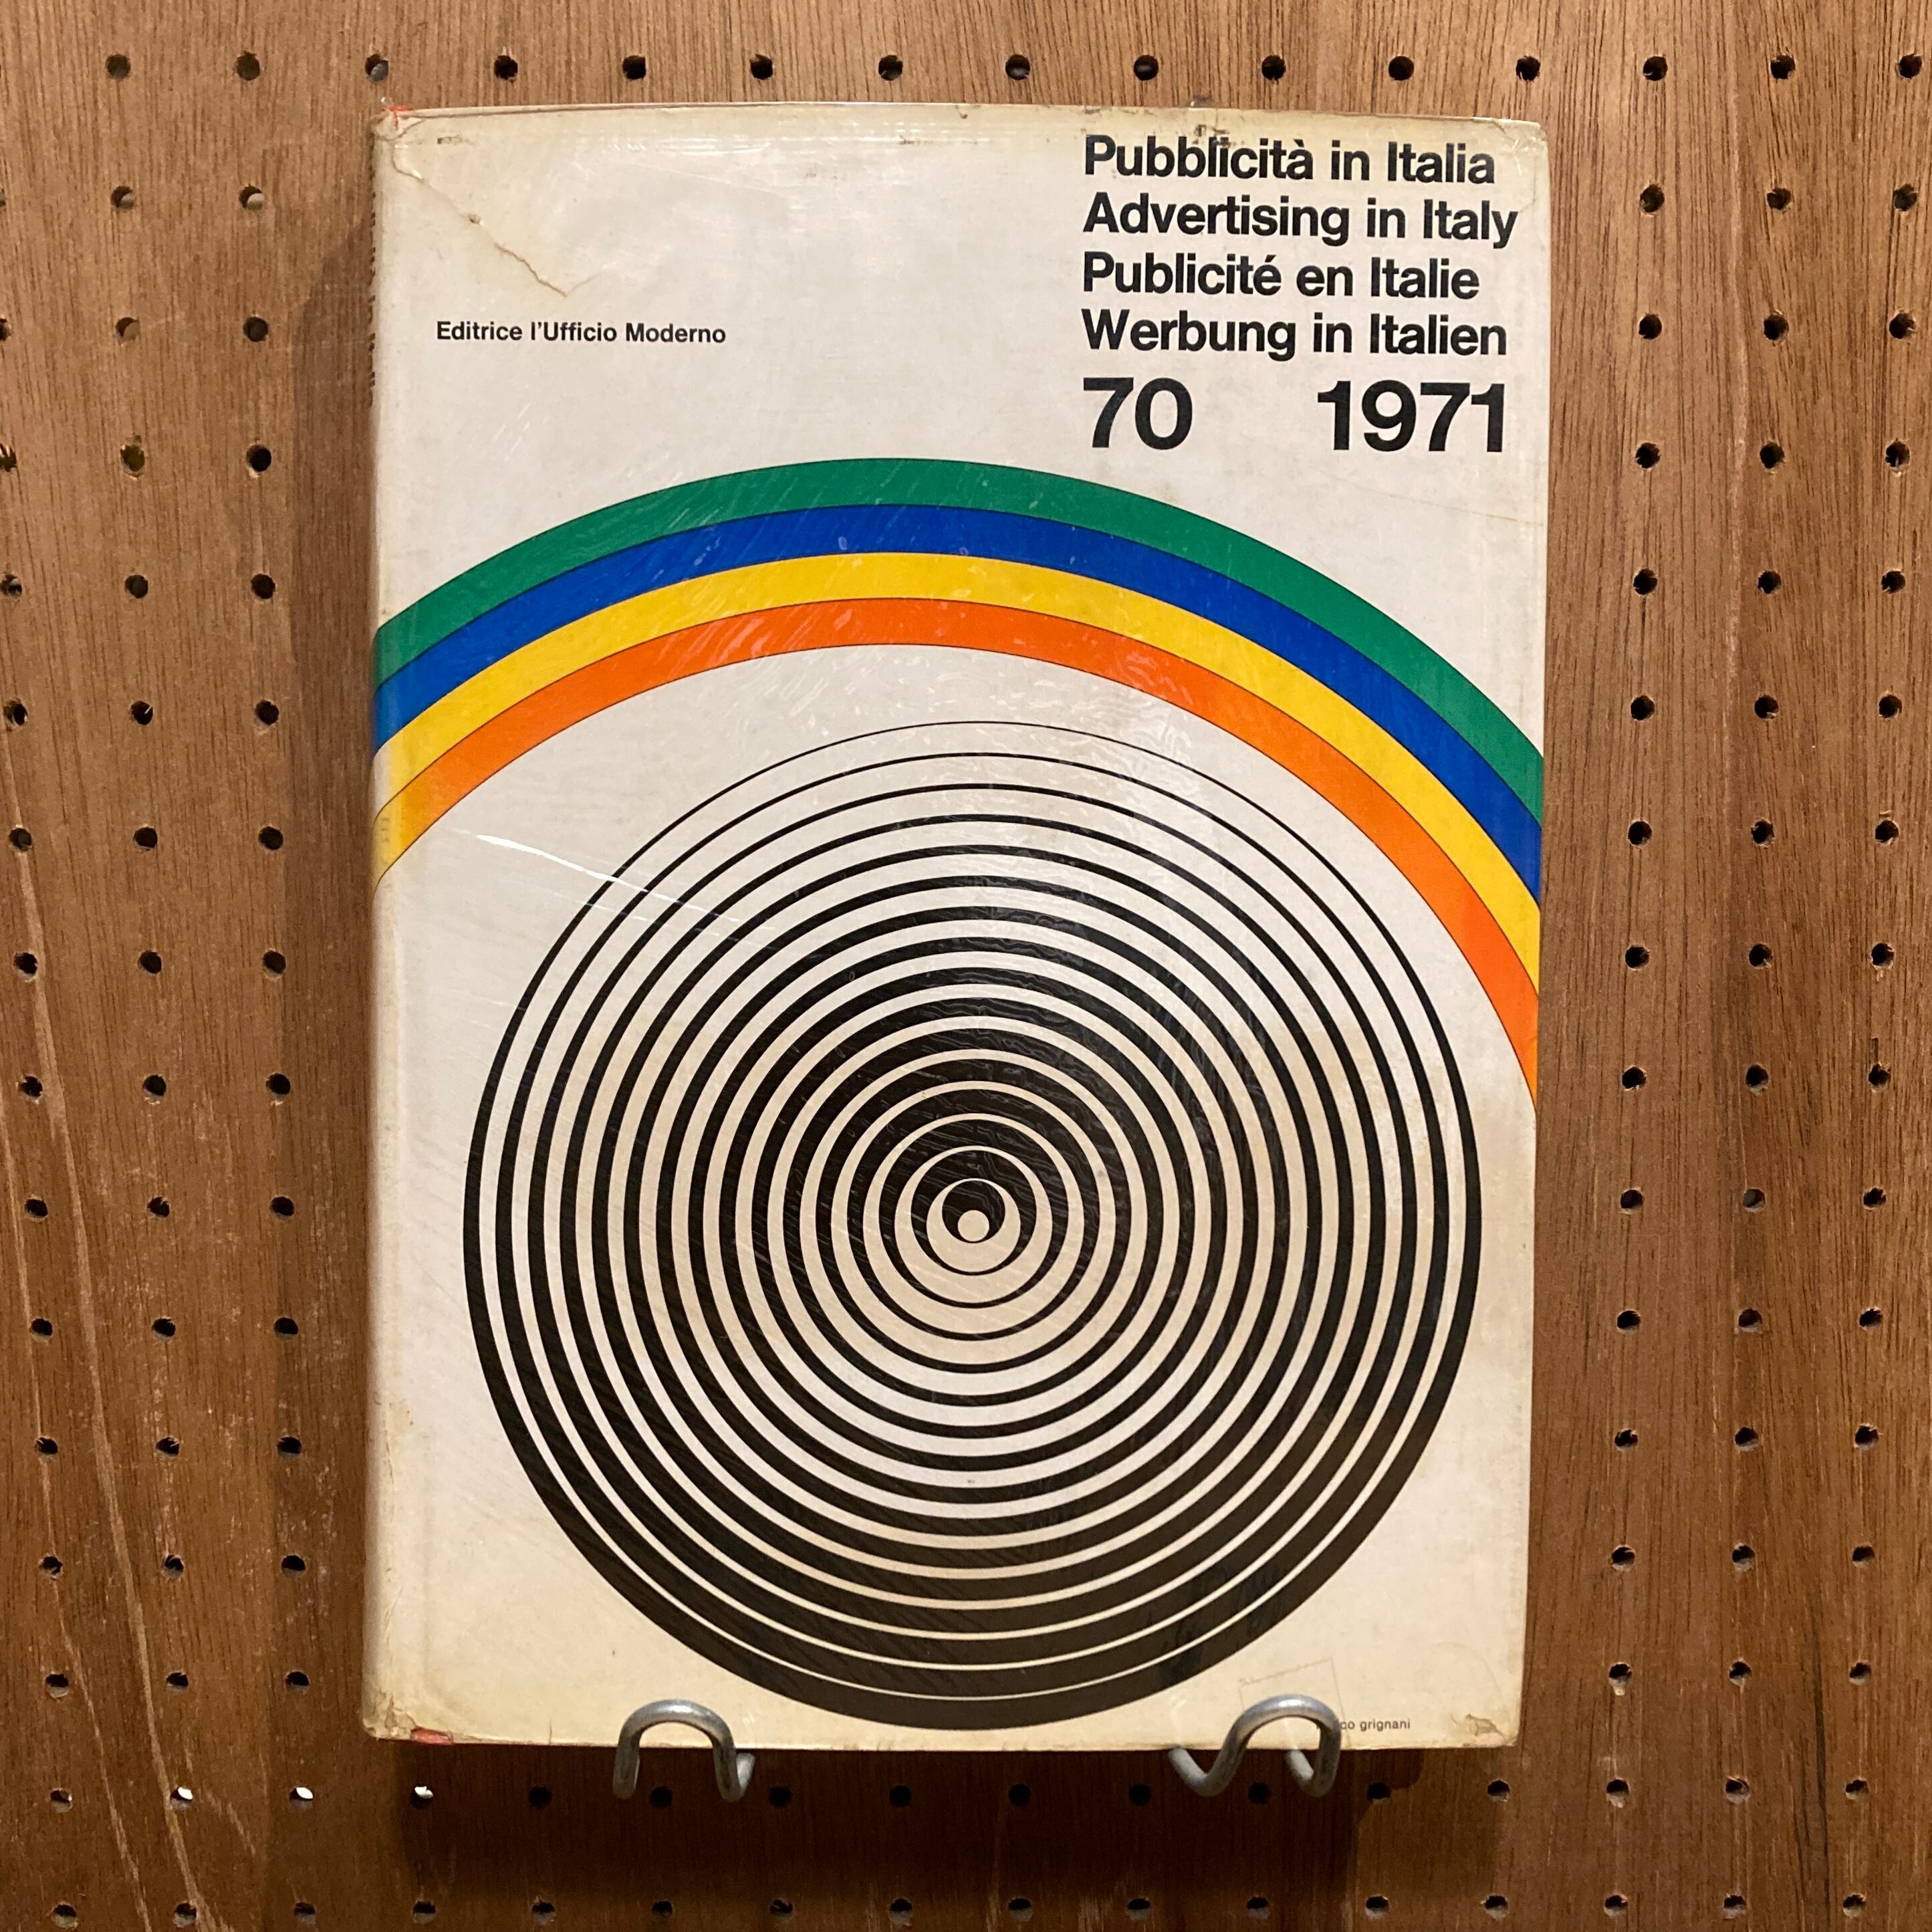 Pubblicità in Italia
Advertising in Italy
Publicité en Italie
Werbung in Italien
Editrice l'Ufficio Moderno
70 1971
grignani